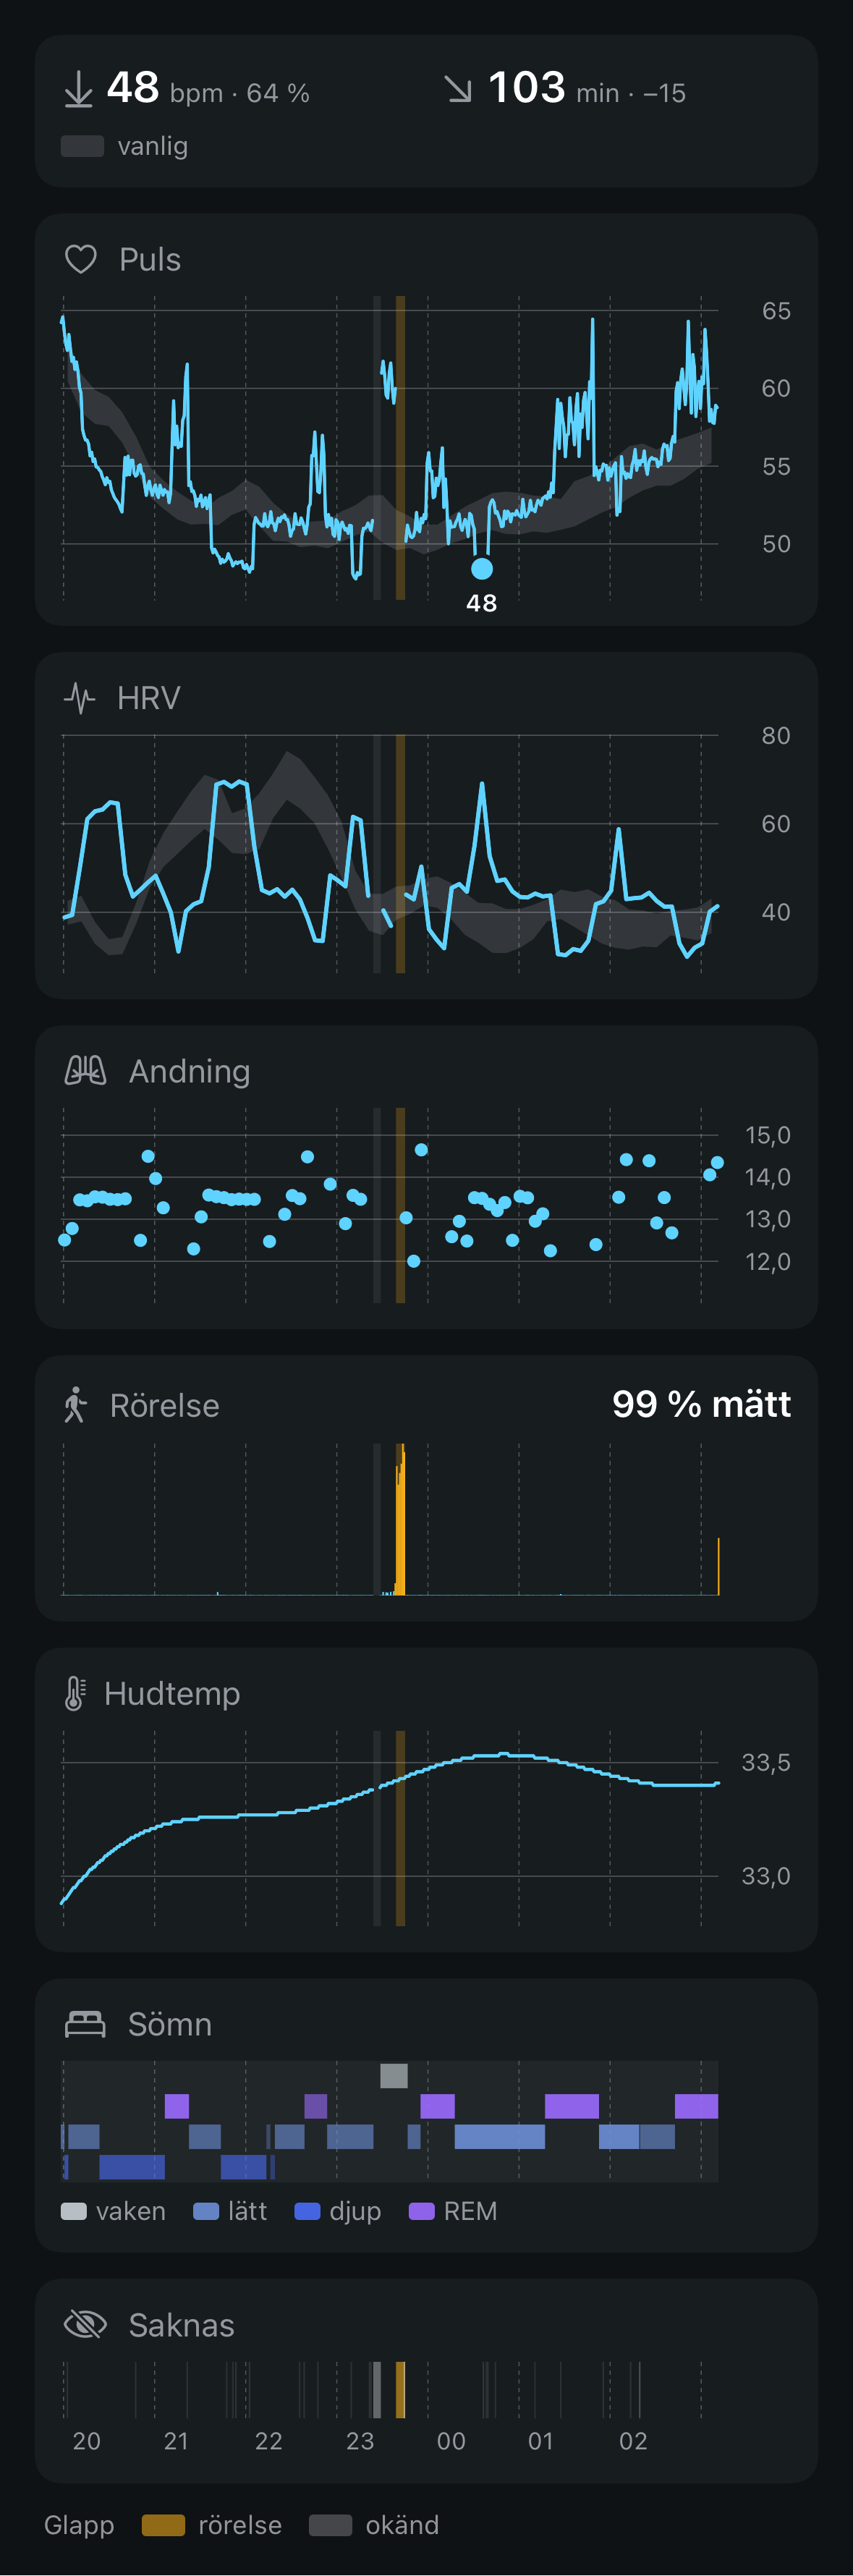 48 bpm · 64 %
103 min · −15
vanlig
Puls
65
60
55
50
48
HRV
80
60
40
Andning
15,0
14,0
13,0
12,0
Rörelse
99 % mätt
Hudtemp
33,5
33,0
Sömn
vaken lätt djup REM
Saknas
20 21 22 23 00 01 02
Glapp rörelse okänd